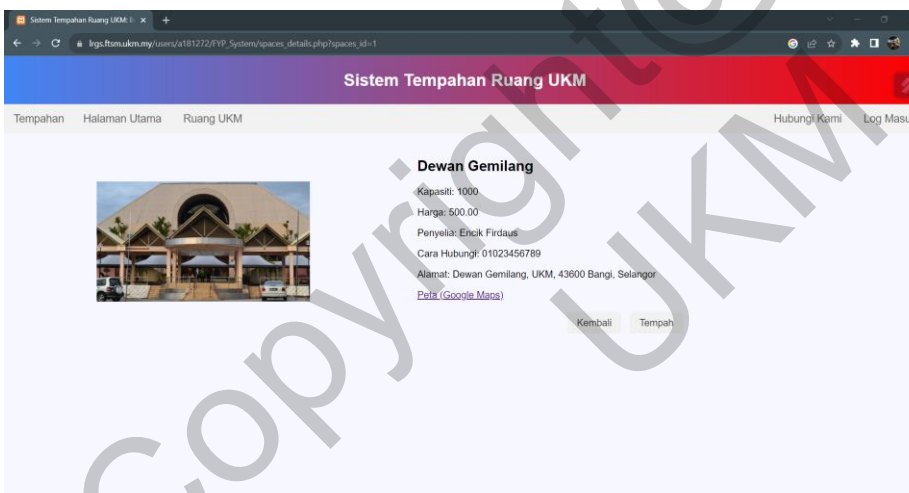 Sistem Tempahan Ruang UKM: B
lrgs.ftsm.ukm.my/users/a181272/FYP_System/spaces_details.php?spaces_id=1
Sistem Tempahan Ruang UKM
Tempahan Halaman Utama Ruang UKM Hubungi Kami Log Masu
Dewan Gemilang
Kapasiti: 1000
Harga: 500.00
Penyelia: Encik Firdaus
Cara Hubungi: 01023456789
Alamat: Dewan Gemilang, UKM, 43600 Bangi, Selangor
Peta (Google Maps)
Kembali Tempah
Copyright@
UKM